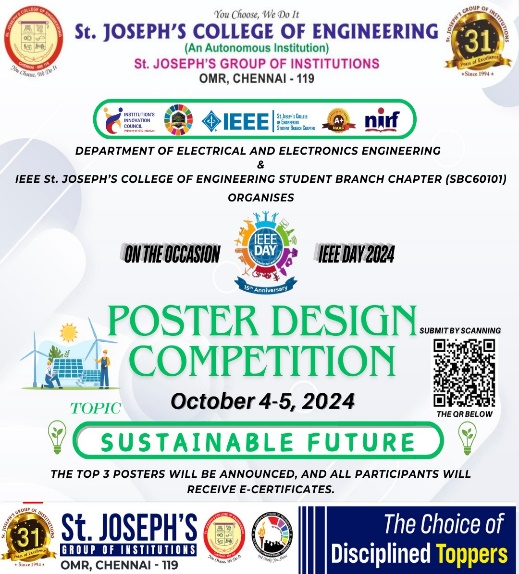 You Choose, We Do It
St. JOSEPH'S COLLEGE OF ENGINEERING
(An Autonomous Institution)
St. JOSEPH'S GROUP OF INSTITUTIONS
OMR, CHENNAI - 119
31
Years of Excellence
Since 1994
INSTITUTION'S INNOVATION COUNCIL
IEEE
St. Joseph's College of Engineering Student Branch Chapter
A+
nirf
DEPARTMENT OF ELECTRICAL AND ELECTRONICS ENGINEERING
&
IEEE St. JOSEPH'S COLLEGE OF ENGINEERING STUDENT BRANCH CHAPTER (SBC60101)
ORGANISES
ON THE OCCASION
IEEE DAY
15th Anniversary
IEEE DAY 2024
POSTER DESIGN
COMPETITION
SUBMIT BY SCANNING
THE QR BELOW
October 4-5, 2024
TOPIC
SUSTAINABLE FUTURE
THE TOP 3 POSTERS WILL BE ANNOUNCED, AND ALL PARTICIPANTS WILL
RECEIVE E-CERTIFICATES.
31
Years of Excellence
Since 1994
St. JOSEPH'S
GROUP OF INSTITUTIONS
OMR, CHENNAI - 119
The Choice of
Disciplined Toppers